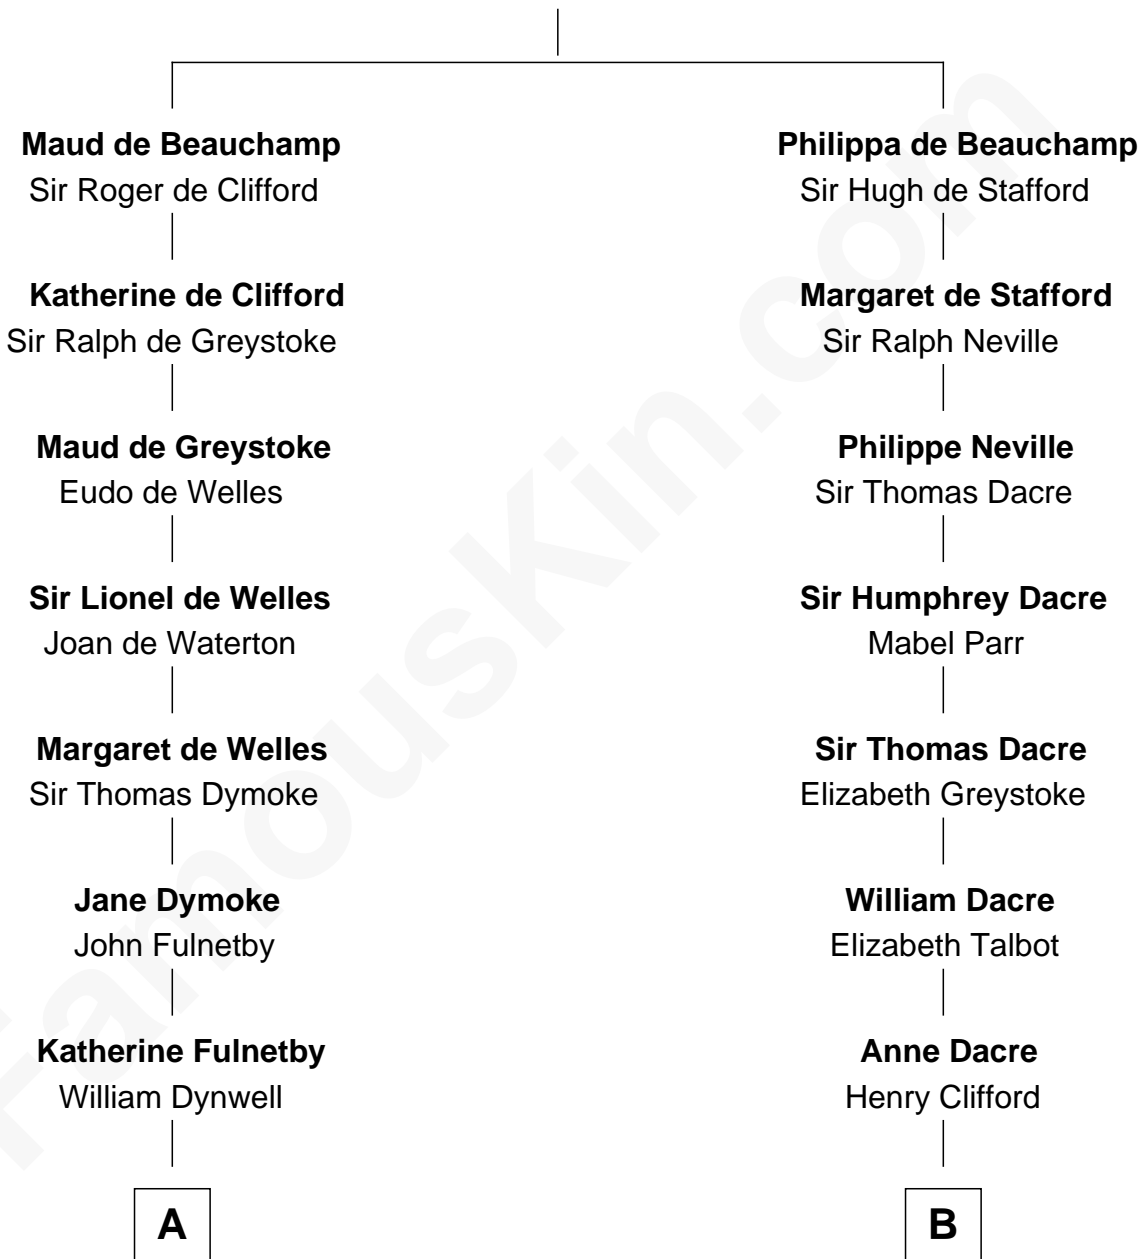 Maud de Beauchamp
Sir Roger de Clifford
Katherine de Clifford
Sir Ralph de Greystoke
Maud de Greystoke
Eudo de Welles
Sir Lionel de Welles
Joan de Waterton
Margaret de Welles
Sir Thomas Dymoke
Jane Dymoke
John Fulnetby
Katherine Fulnetby
William Dynwell
A
Philippa de Beauchamp
Sir Hugh de Stafford
Margaret de Stafford
Sir Ralph Neville
Philippe Neville
Sir Thomas Dacre
Sir Humphrey Dacre
Mabel Parr
Sir Thomas Dacre
Elizabeth Greystoke
William Dacre
Elizabeth Talbot
Anne Dacre
Henry Clifford
B
FamousKin.com